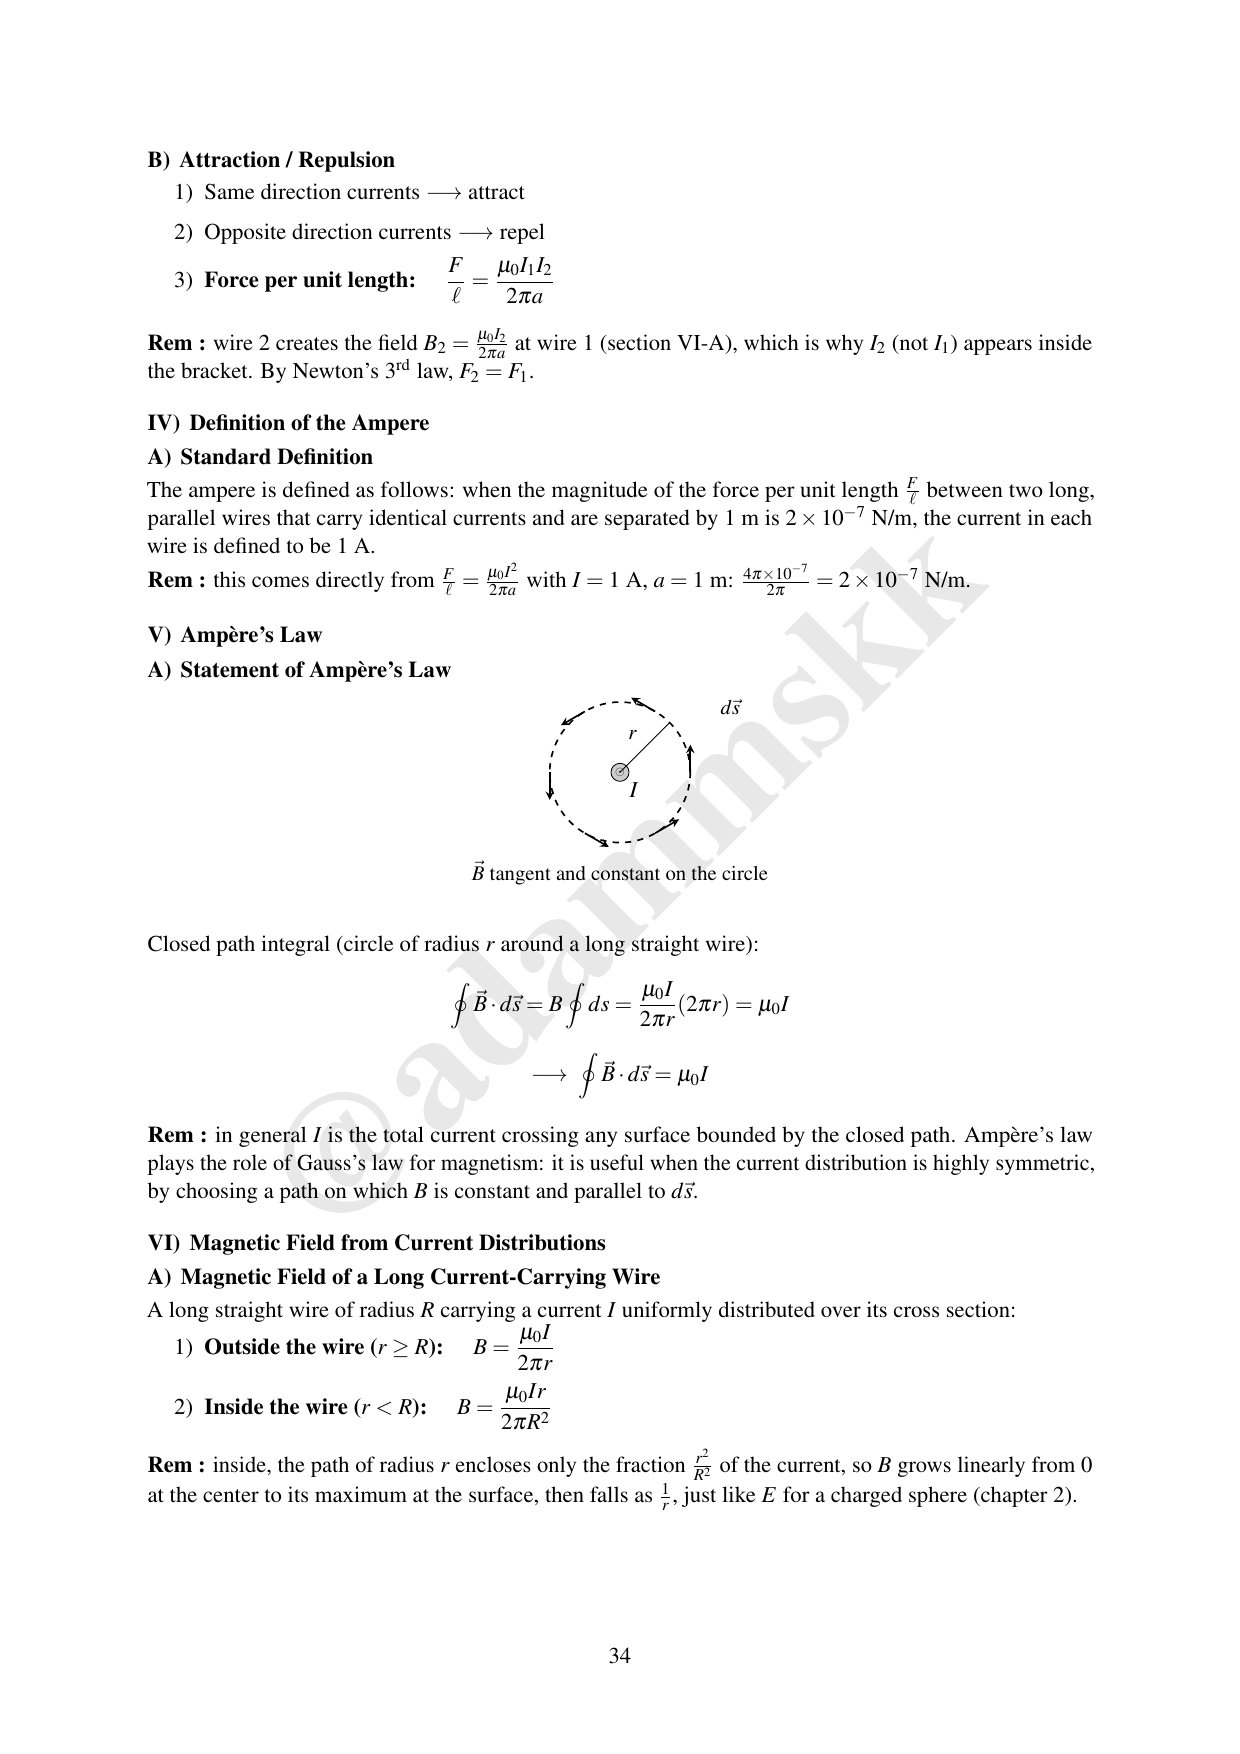 B) Attraction / Repulsion
1) Same direction currents ⟶ attract
2) Opposite direction currents ⟶ repel
3) Force per unit length: F/ℓ = μ₀I₁I₂/2πa
Rem : wire 2 creates the field B₂ = μ₀I₂/2πa at wire 1 (section VI-A), which is why I₂ (not I₁) appears inside
the bracket. By Newton's 3rd law, F₂ = F₁.
IV) Definition of the Ampere
A) Standard Definition
The ampere is defined as follows: when the magnitude of the force per unit length F/ℓ between two long,
parallel wires that carry identical currents and are separated by 1 m is 2 × 10⁻⁷ N/m, the current in each
wire is defined to be 1 A.
Rem : this comes directly from F/ℓ = μ₀I²/2πa with I = 1 A, a = 1 m: 4π×10⁻⁷/2π = 2 × 10⁻⁷ N/m.
V) Ampère's Law
A) Statement of Ampère's Law
ds⃗
r
I
B⃗ tangent and constant on the circle
Closed path integral (circle of radius r around a long straight wire):
∮ B⃗ · ds⃗ = B ∮ ds = μ₀I/2πr (2πr) = μ₀I
⟶ ∮ B⃗ · ds⃗ = μ₀I
Rem : in general I is the total current crossing any surface bounded by the closed path. Ampère's law
plays the role of Gauss's law for magnetism: it is useful when the current distribution is highly symmetric,
by choosing a path on which B is constant and parallel to ds⃗.
VI) Magnetic Field from Current Distributions
A) Magnetic Field of a Long Current-Carrying Wire
A long straight wire of radius R carrying a current I uniformly distributed over its cross section:
1) Outside the wire (r ≥ R): B = μ₀I/2πr
2) Inside the wire (r < R): B = μ₀Ir/2πR²
Rem : inside, the path of radius r encloses only the fraction r²/R² of the current, so B grows linearly from 0
at the center to its maximum at the surface, then falls as 1/r, just like E for a charged sphere (chapter 2).
34
@adammskk